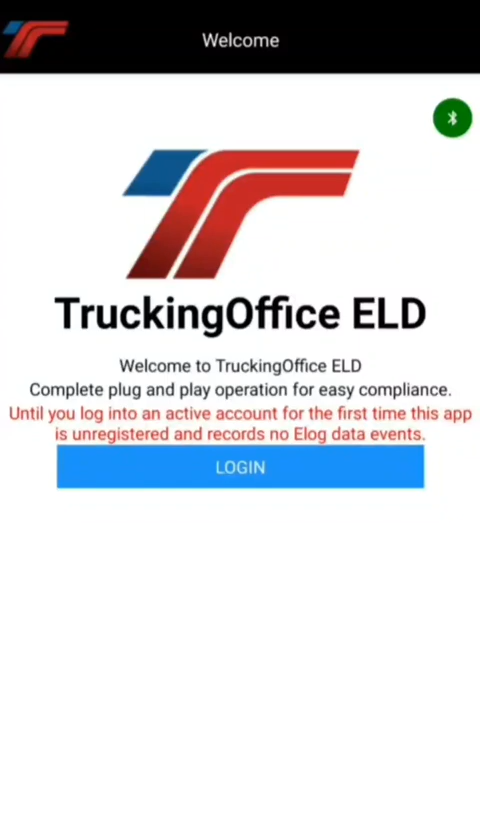 Welcome
TruckingOffice ELD
Welcome to TruckingOffice ELD
Complete plug and play operation for easy compliance.
Until you log into an active account for the first time this app
is unregistered and records no Elog data events.
LOGIN